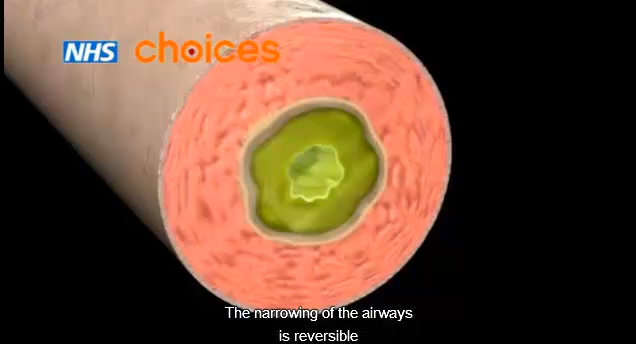 NHS choices
The narrowing of the airways
is reversible